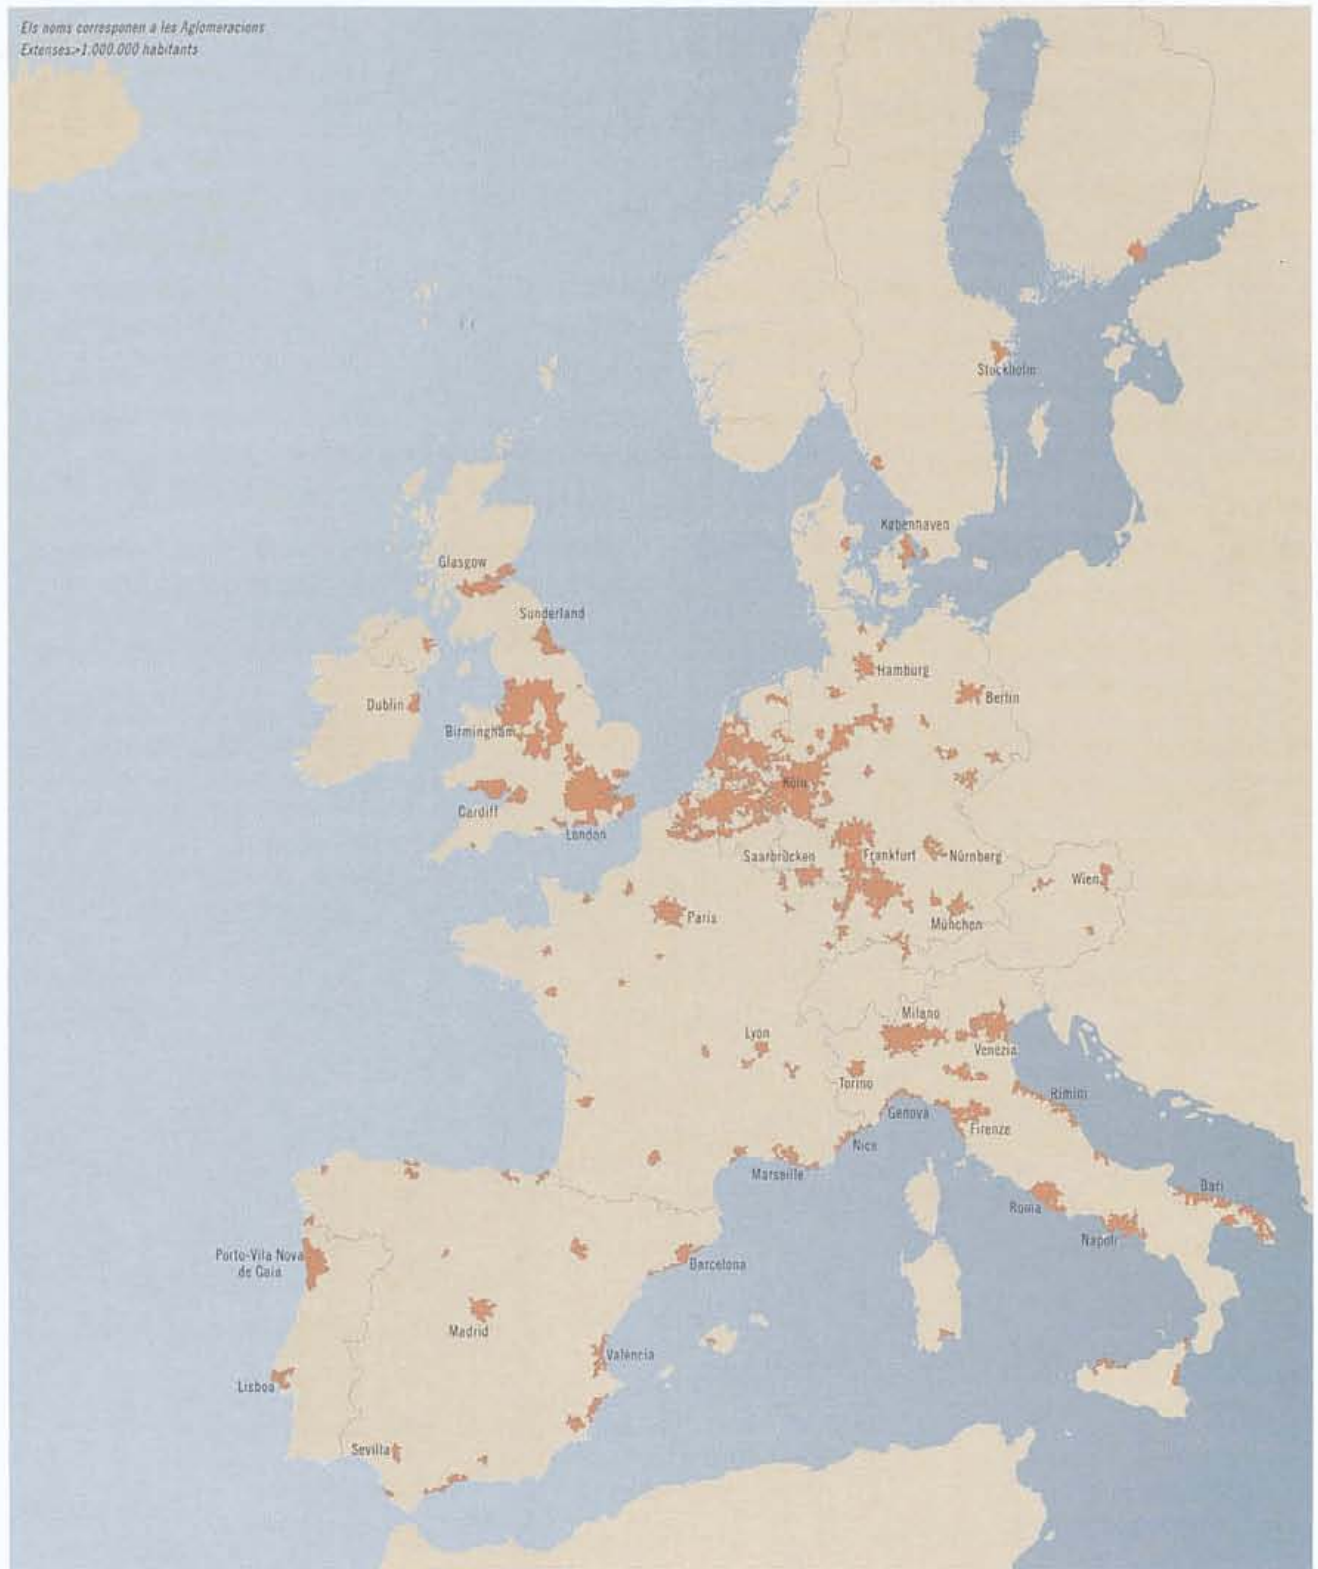 Els noms corresponen a les Aglomeracions
Extenses>1.000.000 habitants
Stockholm
København
Glasgow
Sunderland
Hamburg
Berlin
Dublin
Birmingham
Köln
Cardiff
London
Saarbrücken
Frankfurt
Nürnberg
Wien
Paris
München
Milano
Lyon
Venezia
Torino
Rimini
Genova
Firenze
Nice
Marseille
Bari
Roma
Napoli
Porto-Vila Nova
de Gaia
Barcelona
Madrid
València
Lisboa
Sevilla